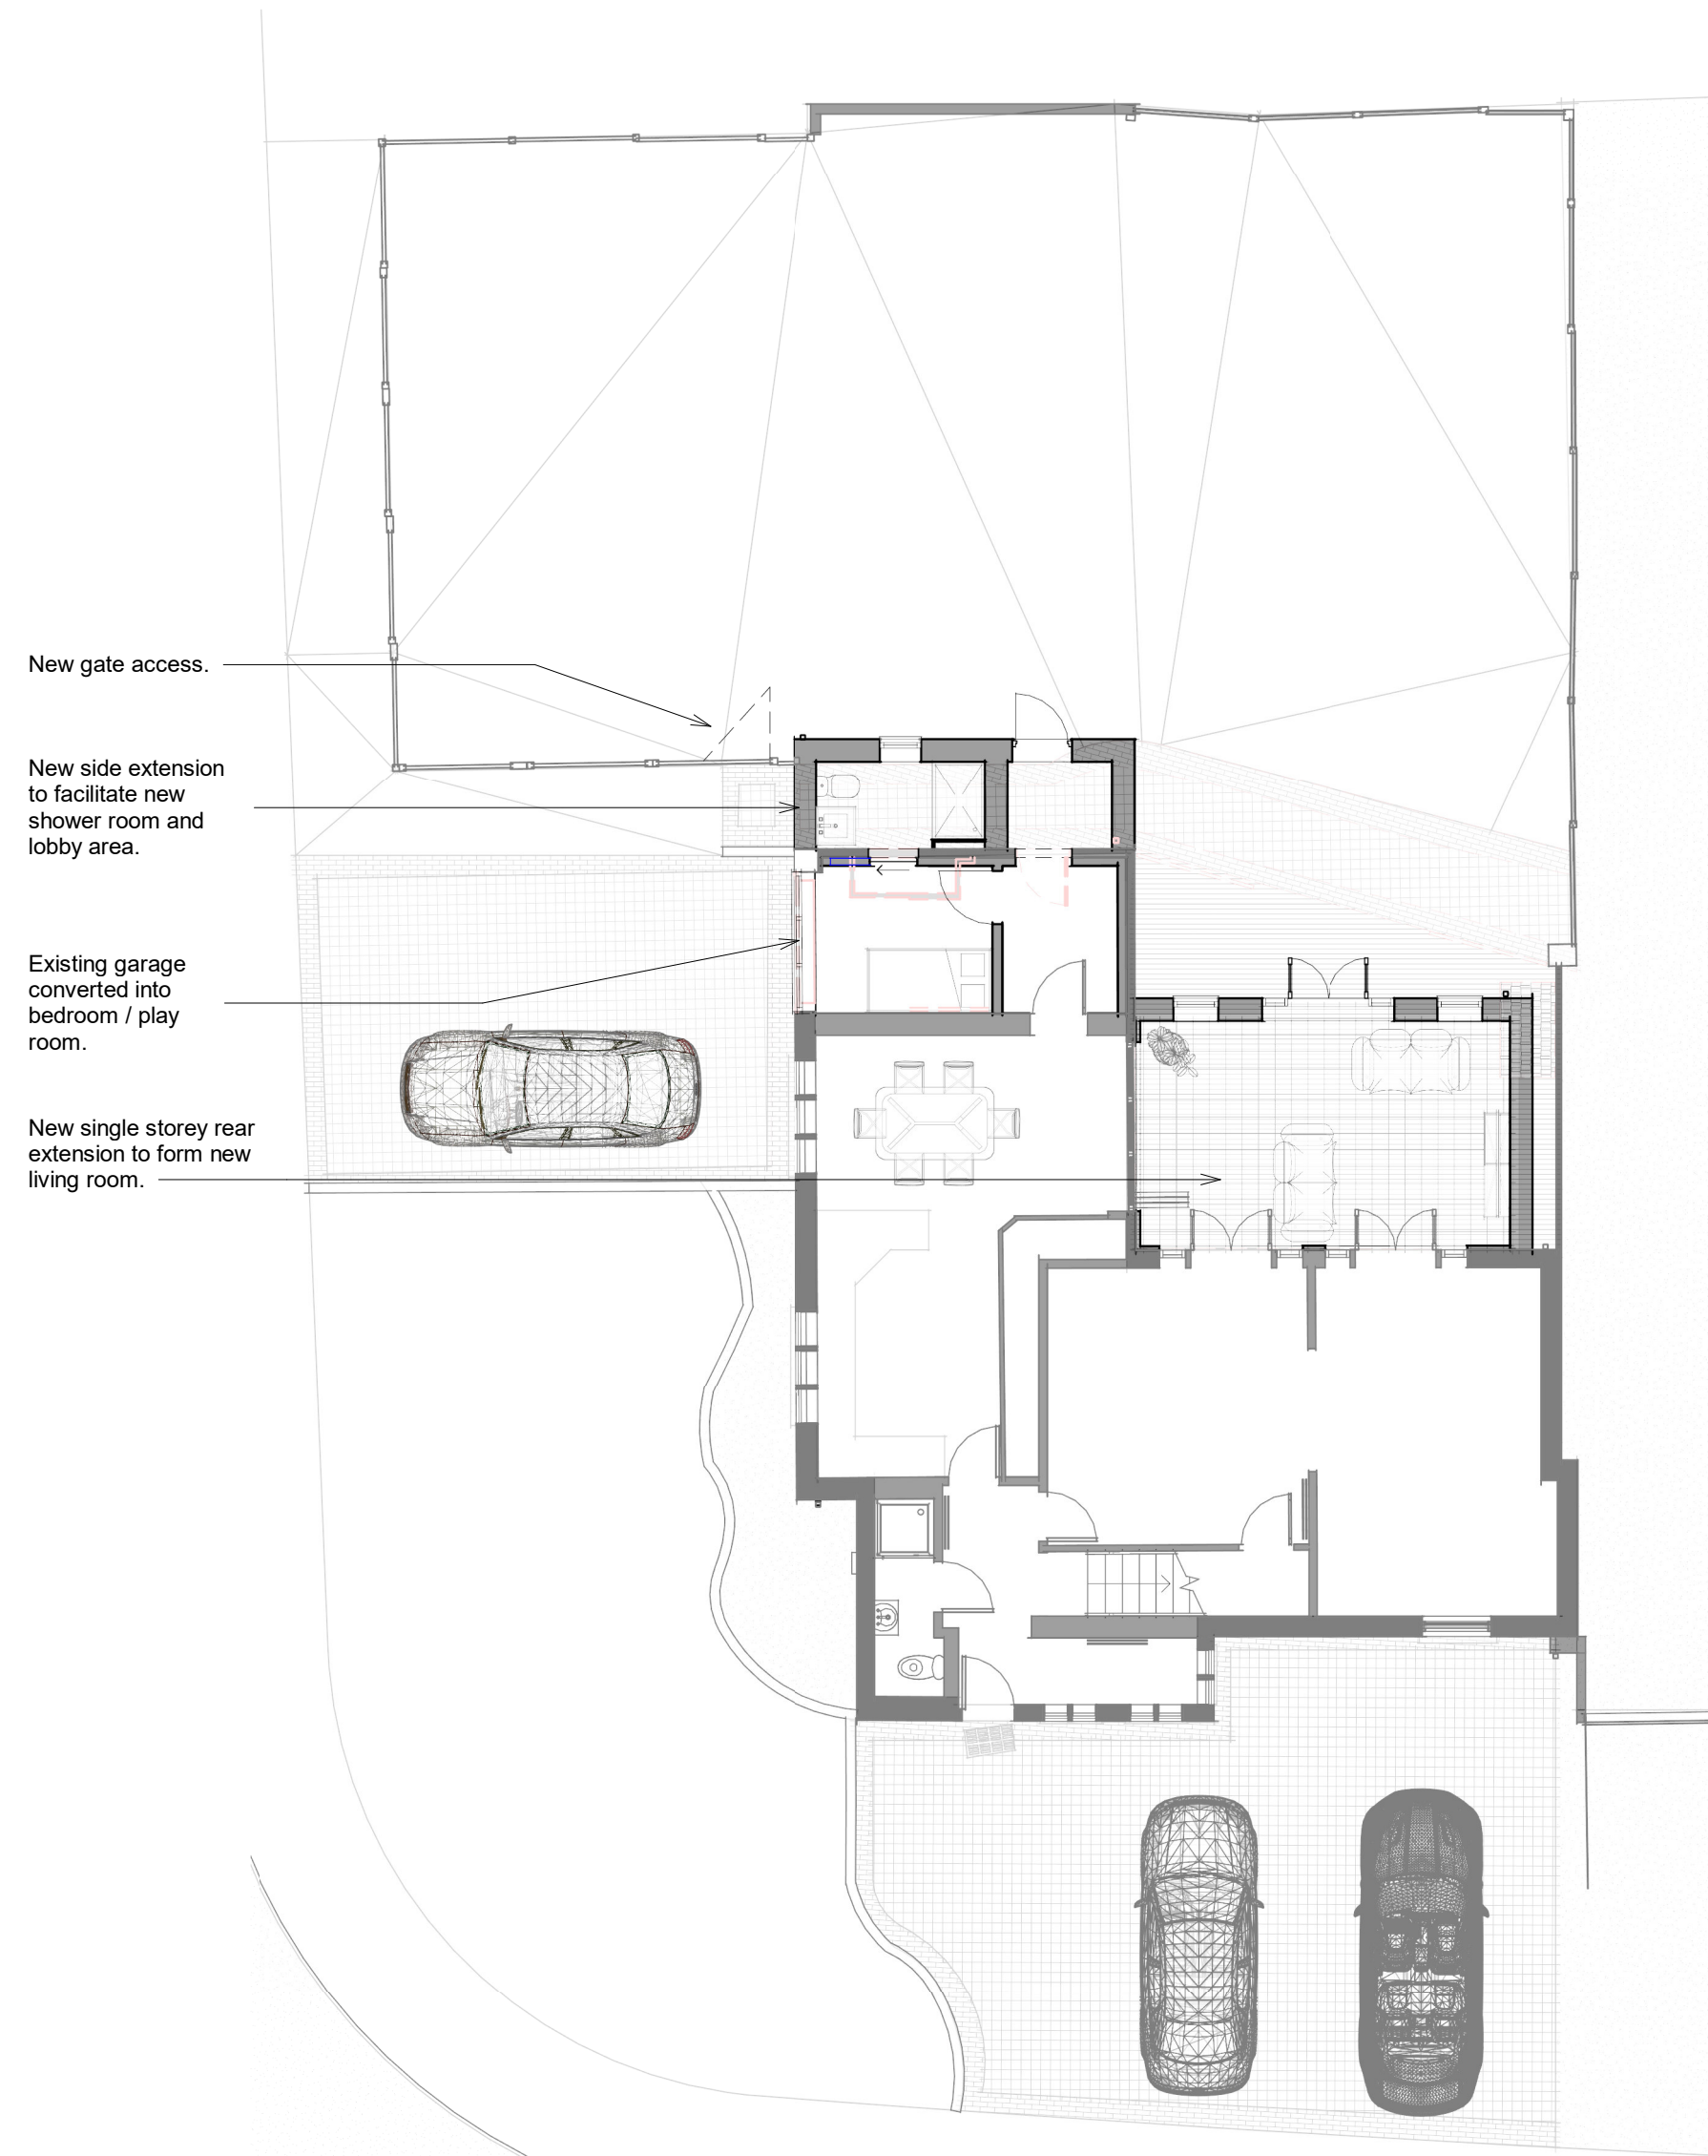 New gate access.
New side extension
to facilitate new
shower room and
lobby area.
Existing garage
converted into
bedroom / play
room.
New single storey rear
extension to form new
living room.